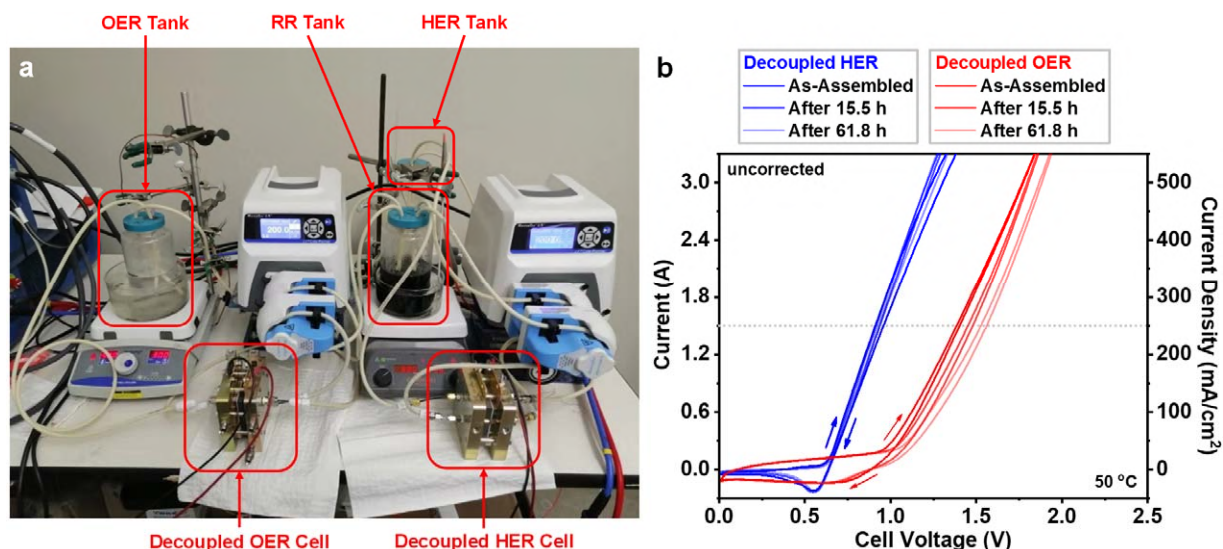 OER Tank
RR Tank
HER Tank
a
Decoupled OER Cell
Decoupled HER Cell
b
Decoupled HER
As-Assembled
After 15.5 h
After 61.8 h
Decoupled OER
As-Assembled
After 15.5 h
After 61.8 h
uncorrected
3.0
2.4
1.8
1.2
0.6
0.0
Current (A)
500
400
300
200
100
0
Current Density (mA/cm²)
50 °C
0.0 0.5 1.0 1.5 2.0 2.5
Cell Voltage (V)